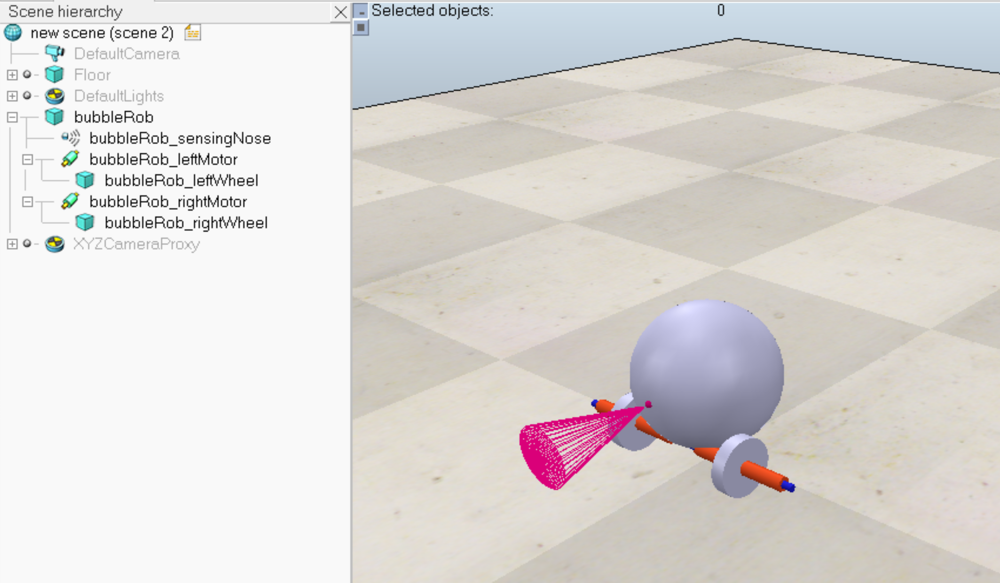 Scene hierarchy
new scene (scene 2)
DefaultCamera
Floor
DefaultLights
bubbleRob
bubbleRob_sensingNose
bubbleRob_leftMotor
bubbleRob_leftWheel
bubbleRob_rightMotor
bubbleRob_rightWheel
XYZCameraProxy
Selected objects: 0